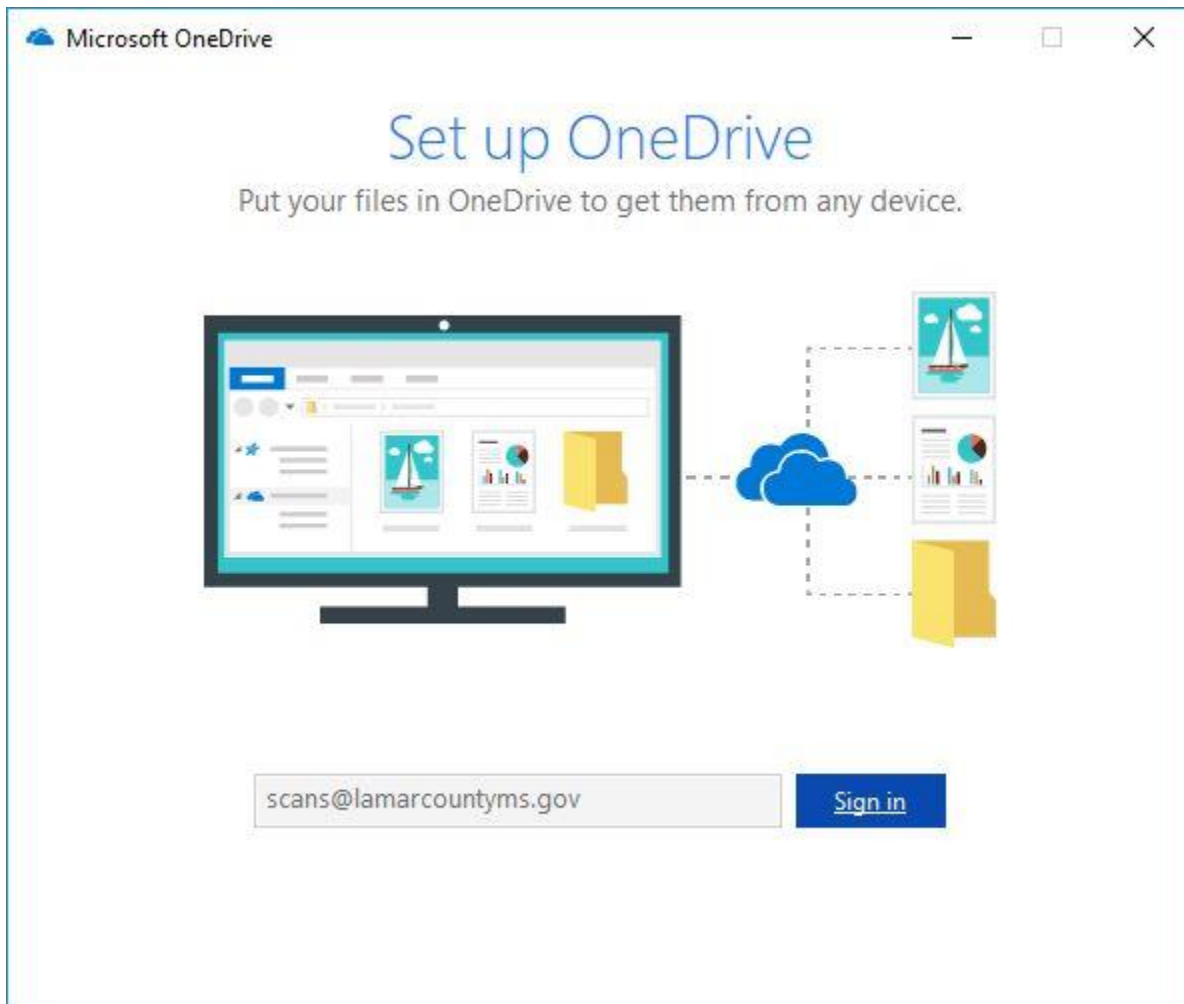 Microsoft OneDrive
Set up OneDrive
Put your files in OneDrive to get them from any device.
scans@lamarcountyms.gov
Sign in